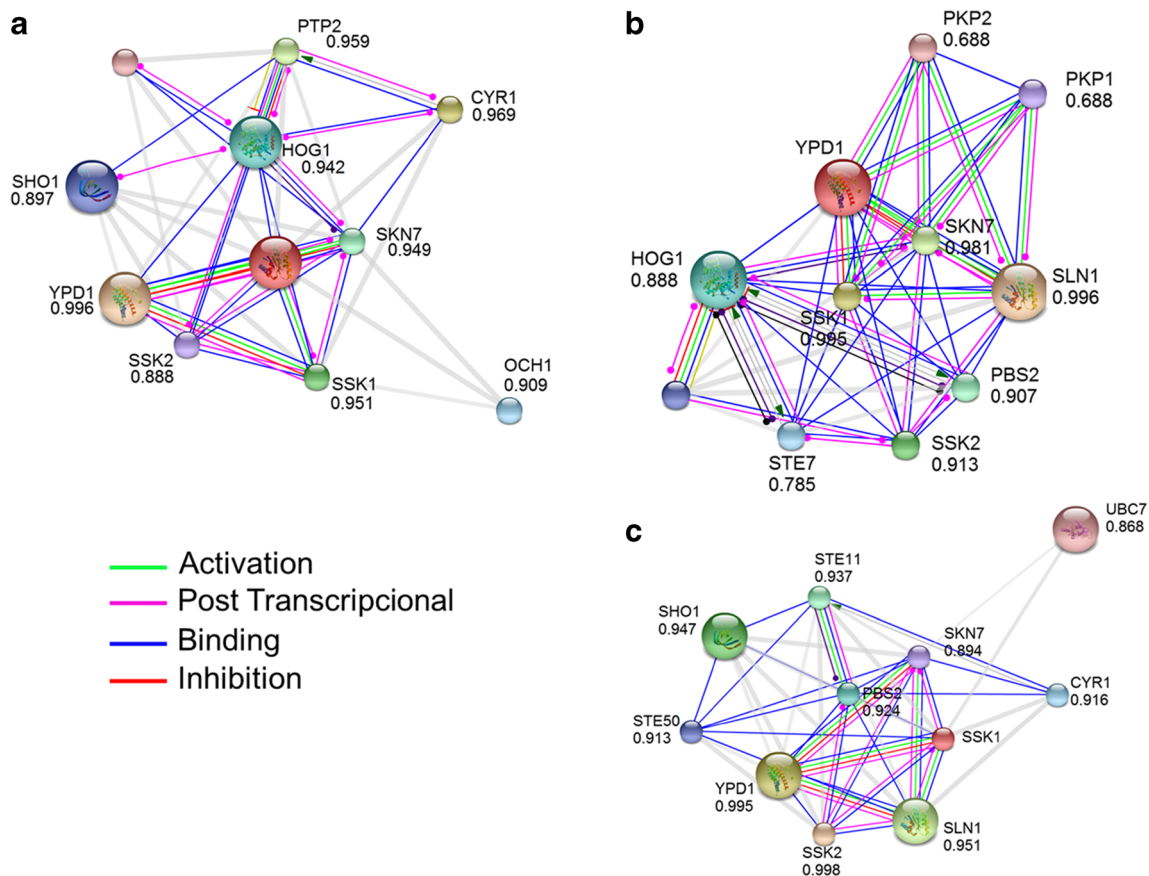 a
PTP2
0.959
CYR1
0.969
HOG1
0.942
SHO1
0.897
SKN7
0.949
YPD1
0.996
SSK2
0.888
SSK1
0.951
OCH1
0.909
Activation
Post Transcripcional
Binding
Inhibition
b
PKP2
0.688
PKP1
0.688
YPD1
SKN7
0.981
HOG1
0.888
SLN1
0.996
SSK1
0.995
PBS2
0.907
STE7
0.785
SSK2
0.913
c
UBC7
0.868
STE11
0.937
SHO1
0.947
SKN7
0.894
CYR1
0.916
PBS2
0.924
STE50
0.913
SSK1
YPD1
0.995
SLN1
0.951
SSK2
0.998